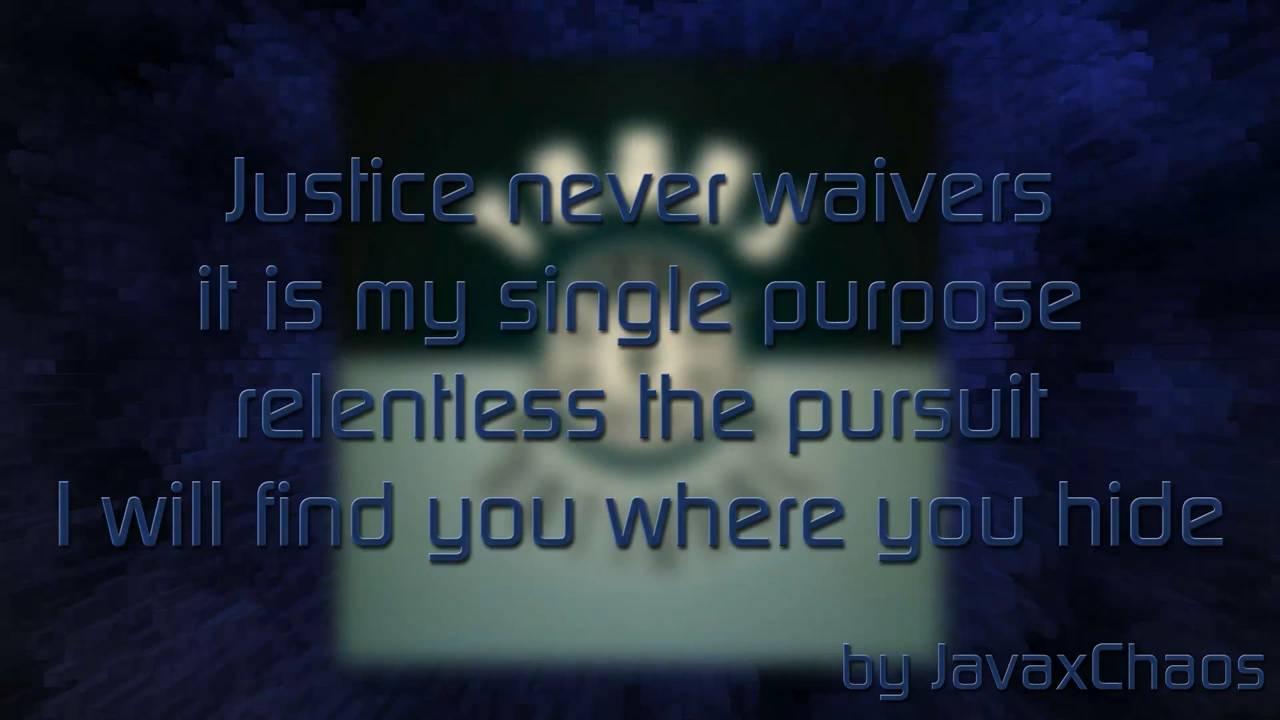 Justice never waivers
it is my single purpose
relentless the pursuit
I will find you where you hide
by JavaxChaos